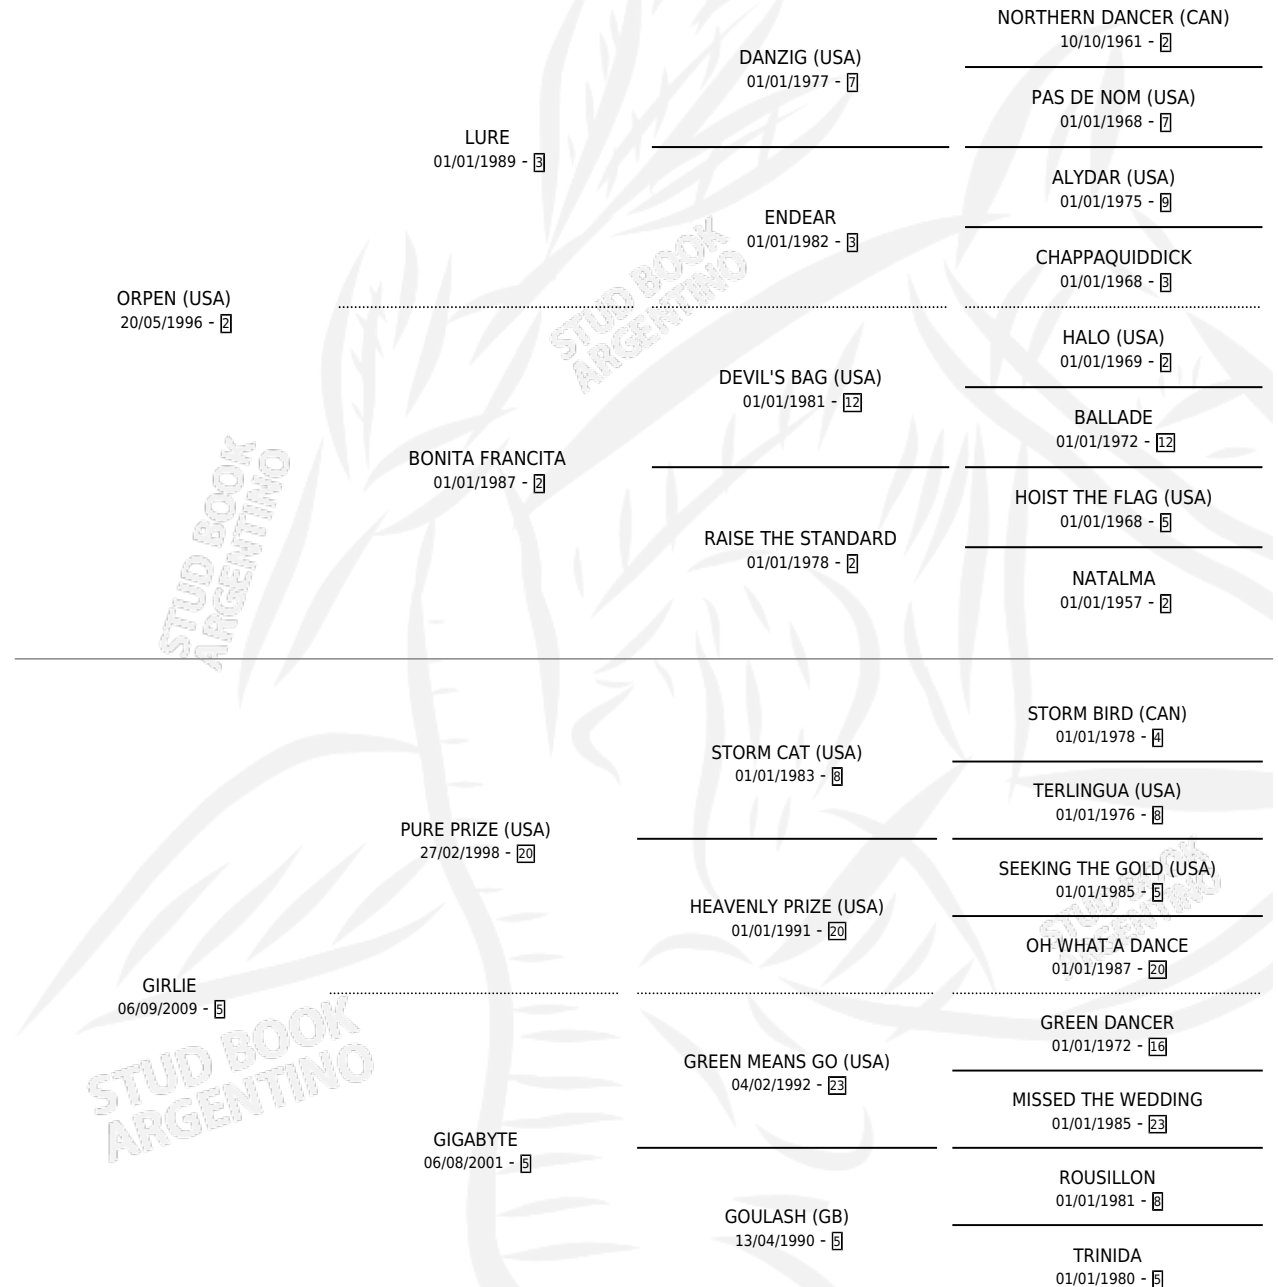 NORTHERN DANCER (CAN)
10/10/1961 - 2
DANZIG (USA)
01/01/1977 - 7
PAS DE NOM (USA)
01/01/1968 - 7
LURE
01/01/1989 - 3
ALYDAR (USA)
01/01/1975 - 9
ENDEAR
01/01/1982 - 3
CHAPPAQUIDDICK
01/01/1968 - 3
ORPEN (USA)
20/05/1996 - 2
HALO (USA)
01/01/1969 - 2
DEVIL'S BAG (USA)
01/01/1981 - 12
BALLADE
01/01/1972 - 12
BONITA FRANCITA
01/01/1987 - 2
HOIST THE FLAG (USA)
01/01/1968 - 5
RAISE THE STANDARD
01/01/1978 - 2
NATALMA
01/01/1957 - 2
STORM BIRD (CAN)
01/01/1978 - 4
STORM CAT (USA)
01/01/1983 - 8
TERLINGUA (USA)
01/01/1976 - 8
PURE PRIZE (USA)
27/02/1998 - 20
SEEKING THE GOLD (USA)
01/01/1985 - 5
HEAVENLY PRIZE (USA)
01/01/1991 - 20
OH WHAT A DANCE
01/01/1987 - 20
GIRLIE
06/09/2009 - 5
GREEN DANCER
01/01/1972 - 16
GREEN MEANS GO (USA)
04/02/1992 - 23
MISSED THE WEDDING
01/01/1985 - 23
GIGABYTE
06/08/2001 - 5
ROUSILLON
01/01/1981 - 8
GOULASH (GB)
13/04/1990 - 5
TRINIDA
01/01/1980 - 5
STUD BOOK
ARGENTINO
STUD BOOK
ARGENTINO
STUD BOOK
ARGENTINO
STUD BOOK
ARGENTINO